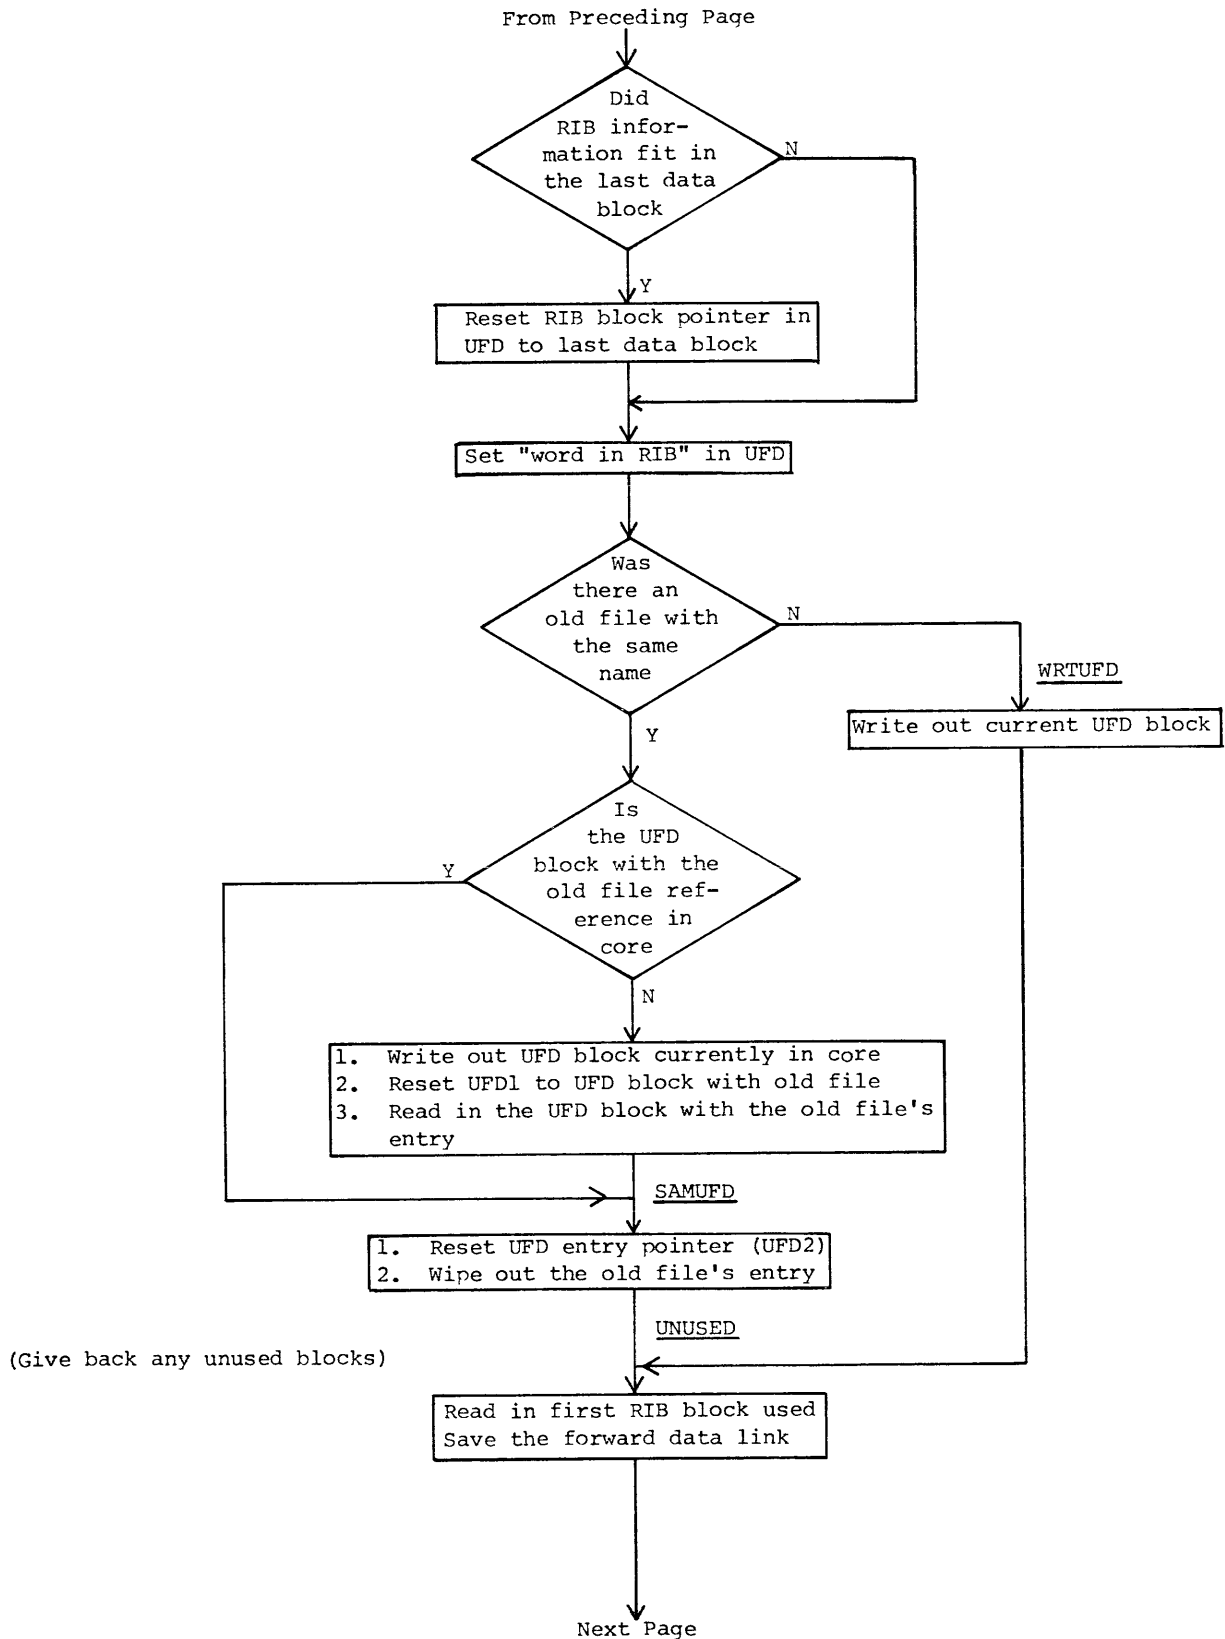 From Preceding Page
Did
RIB infor-
mation fit in
the last data
block
N
Y
Reset RIB block pointer in
UFD to last data block
Set "word in RIB" in UFD
Was
there an
old file with
the same
name
N
WRTUFD
Write out current UFD block
Y
Is
the UFD
block with the
old file ref-
erence in
core
Y
N
1. Write out UFD block currently in core
2. Reset UFD1 to UFD block with old file
3. Read in the UFD block with the old file's
entry
SAMUFD
1. Reset UFD entry pointer (UFD2)
2. Wipe out the old file's entry
UNUSED
(Give back any unused blocks)
Read in first RIB block used
Save the forward data link
Next Page